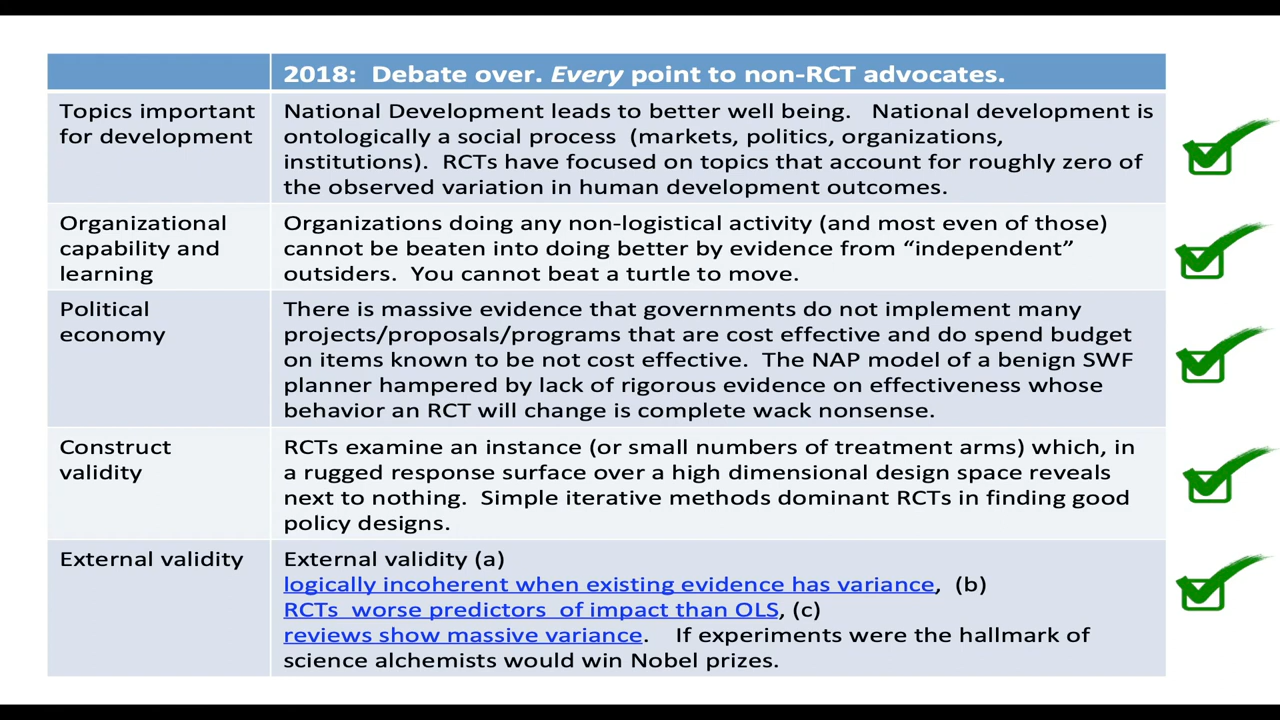 2018: Debate over. Every point to non-RCT advocates.
Topics important
for development
National Development leads to better well being. National development is
ontologically a social process (markets, politics, organizations,
institutions). RCTs have focused on topics that account for roughly zero of
the observed variation in human development outcomes.
Organizational
capability and
learning
Organizations doing any non-logistical activity (and most even of those)
cannot be beaten into doing better by evidence from “independent”
outsiders. You cannot beat a turtle to move.
Political
economy
There is massive evidence that governments do not implement many
projects/proposals/programs that are cost effective and do spend budget
on items known to be not cost effective. The NAP model of a benign SWF
planner hampered by lack of rigorous evidence on effectiveness whose
behavior an RCT will change is complete wack nonsense.
Construct
validity
RCTs examine an instance (or small numbers of treatment arms) which, in
a rugged response surface over a high dimensional design space reveals
next to nothing. Simple iterative methods dominant RCTs in finding good
policy designs.
External validity
External validity (a)
logically incoherent when existing evidence has variance, (b)
RCTs worse predictors of impact than OLS, (c)
reviews show massive variance. If experiments were the hallmark of
science alchemists would win Nobel prizes.